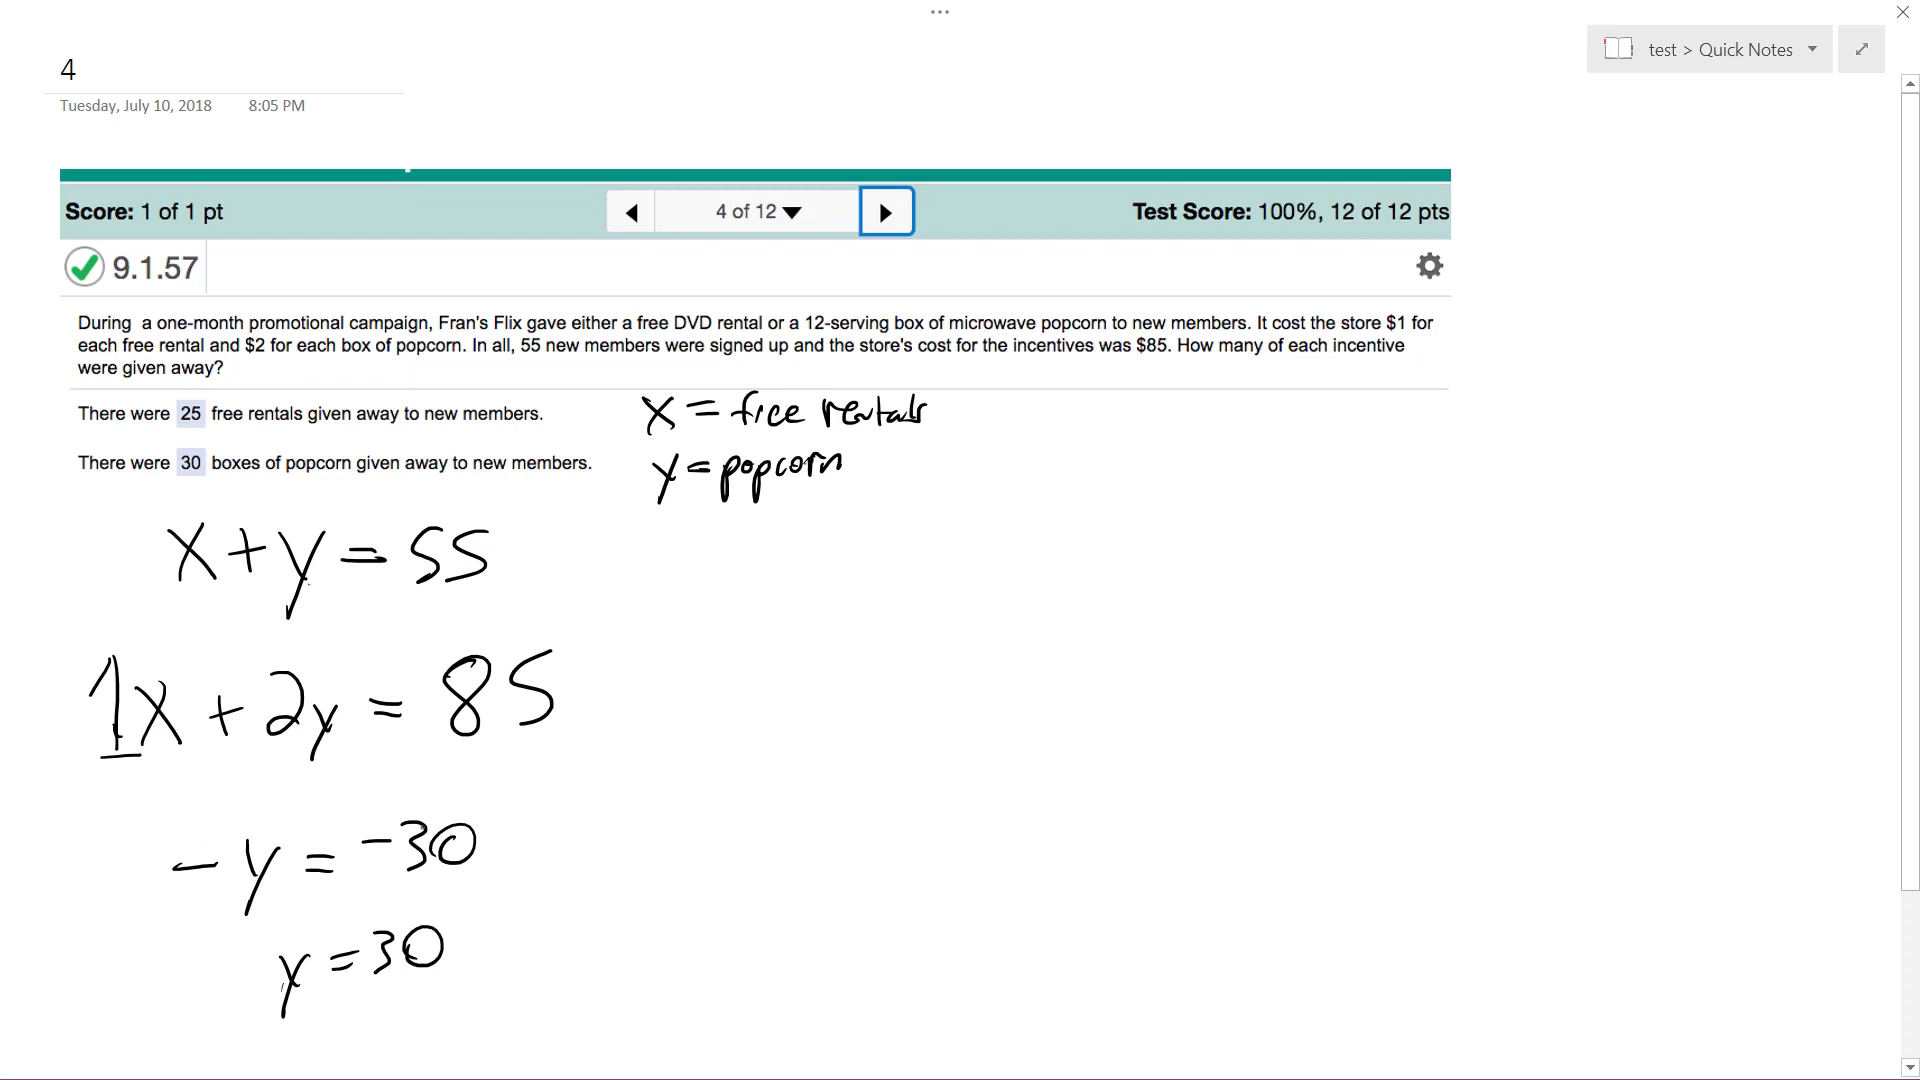 ...
test > Quick Notes
4
Tuesday, July 10, 2018 8:05 PM
Score: 1 of 1 pt
4 of 12
Test Score: 100%, 12 of 12 pts
9.1.57
During a one-month promotional campaign, Fran's Flix gave either a free DVD rental or a 12-serving box of microwave popcorn to new members. It cost the store $1 for
each free rental and $2 for each box of popcorn. In all, 55 new members were signed up and the store's cost for the incentives was $85. How many of each incentive
were given away?
There were 25 free rentals given away to new members.
x = free rentals
There were 30 boxes of popcorn given away to new members.
y = popcorn
x + y = 55
1x + 2y = 85
- y = -30
y = 30